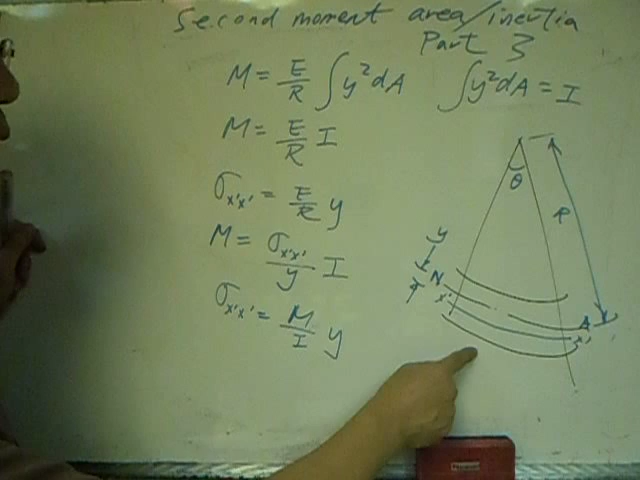 Second moment area/inertia
Part 3
M = E/R ∫y²dA
∫y²dA = I
M = E/R I
σx'x' = E/R y
M = σx'x'/y I
σx'x' = M/I y
θ
R
y
N
x'
A
x'